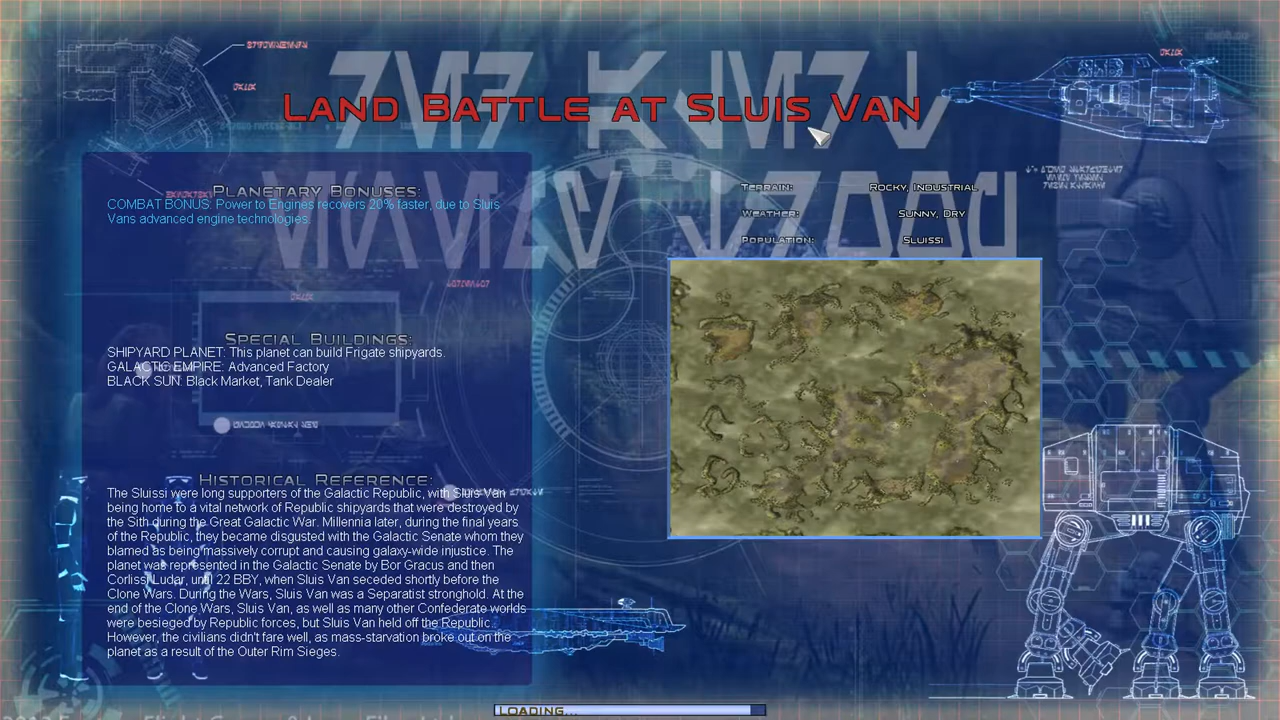 Land Battle at Sluis Van
Planetary Bonuses:
COMBAT BONUS: Power to Engines recovers 20% faster, due to Sluis
Vans advanced engine technologies.
Special Buildings:
SHIPYARD PLANET: This planet can build Frigate shipyards.
GALACTIC EMPIRE: Advanced Factory
BLACK SUN: Black Market, Tank Dealer
Historical Reference:
The Sluissi were long supporters of the Galactic Republic, with Sluis Van
being home to a vital network of Republic shipyards that were destroyed by
the Sith during the Great Galactic War. Millennia later, during the final years
of the Republic, they became disgusted with the Galactic Senate whom they
blamed as being massively corrupt and causing galaxy-wide injustice. The
planet was represented in the Galactic Senate by Bor Gracus and then
Corliss Ludar, until 22 BBY, when Sluis Van seceded shortly before the
Clone Wars. During the Wars, Sluis Van was a Separatist stronghold. At the
end of the Clone Wars, Sluis Van, as well as many other Confederate worlds
were besieged by Republic forces, but Sluis Van held off the Republic.
However, the civilians didn't fare well, as mass-starvation broke out on the
planet as a result of the Outer Rim Sieges.
Terrain: Rocky, Industrial
Weather: Sunny, Dry
Population: Sluissi
Loading...